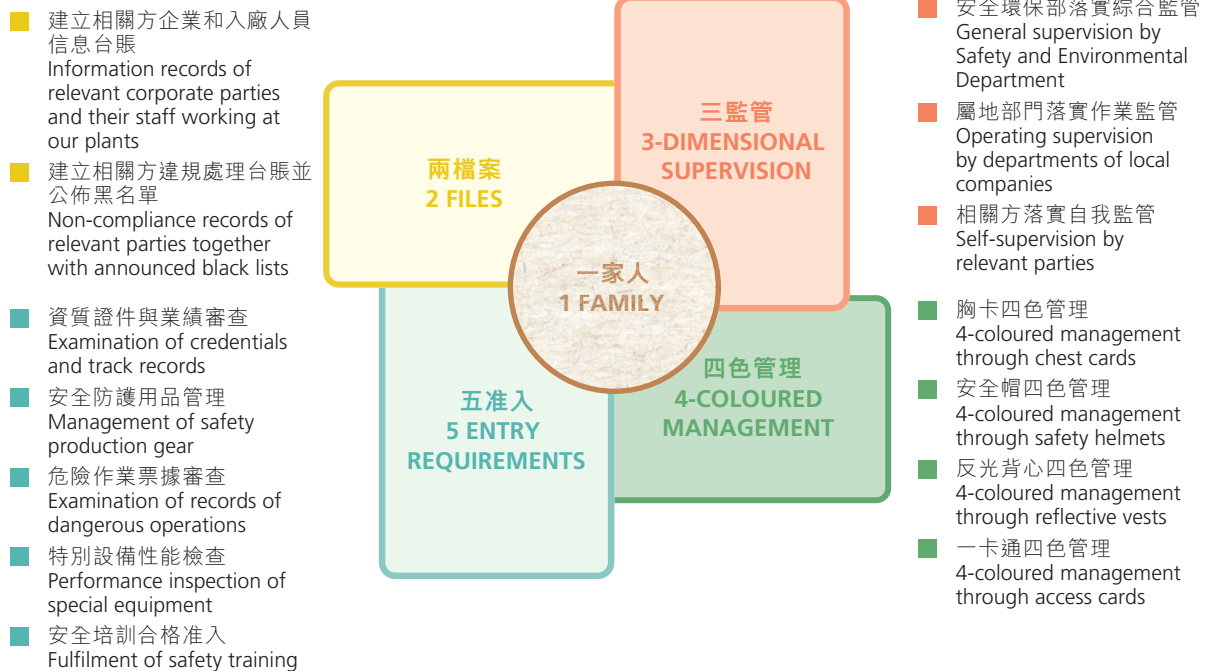 建立相關方企業和入廠人員
信息台賬
Information records of
relevant corporate parties
and their staff working at
our plants
建立相關方違規處理台賬並
公佈黑名單
Non-compliance records of
relevant parties together
with announced black lists
資質證件與業績審查
Examination of credentials
and track records
安全防護用品管理
Management of safety
production gear
危險作業票據審查
Examination of records of
dangerous operations
特別設備性能檢查
Performance inspection of
special equipment
安全培訓合格准入
Fulfilment of safety training
兩檔案
2 FILES
三監管
3-DIMENSIONAL
SUPERVISION
一家人
1 FAMILY
五准入
5 ENTRY
REQUIREMENTS
四色管理
4-COLOURED
MANAGEMENT
安全環保部落實綜合監管
General supervision by
Safety and Environmental
Department
屬地部門落實作業監管
Operating supervision
by departments of local
companies
相關方落實自我監管
Self-supervision by
relevant parties
胸卡四色管理
4-coloured management
through chest cards
安全帽四色管理
4-coloured management
through safety helmets
反光背心四色管理
4-coloured management
through reflective vests
一卡通四色管理
4-coloured management
through access cards